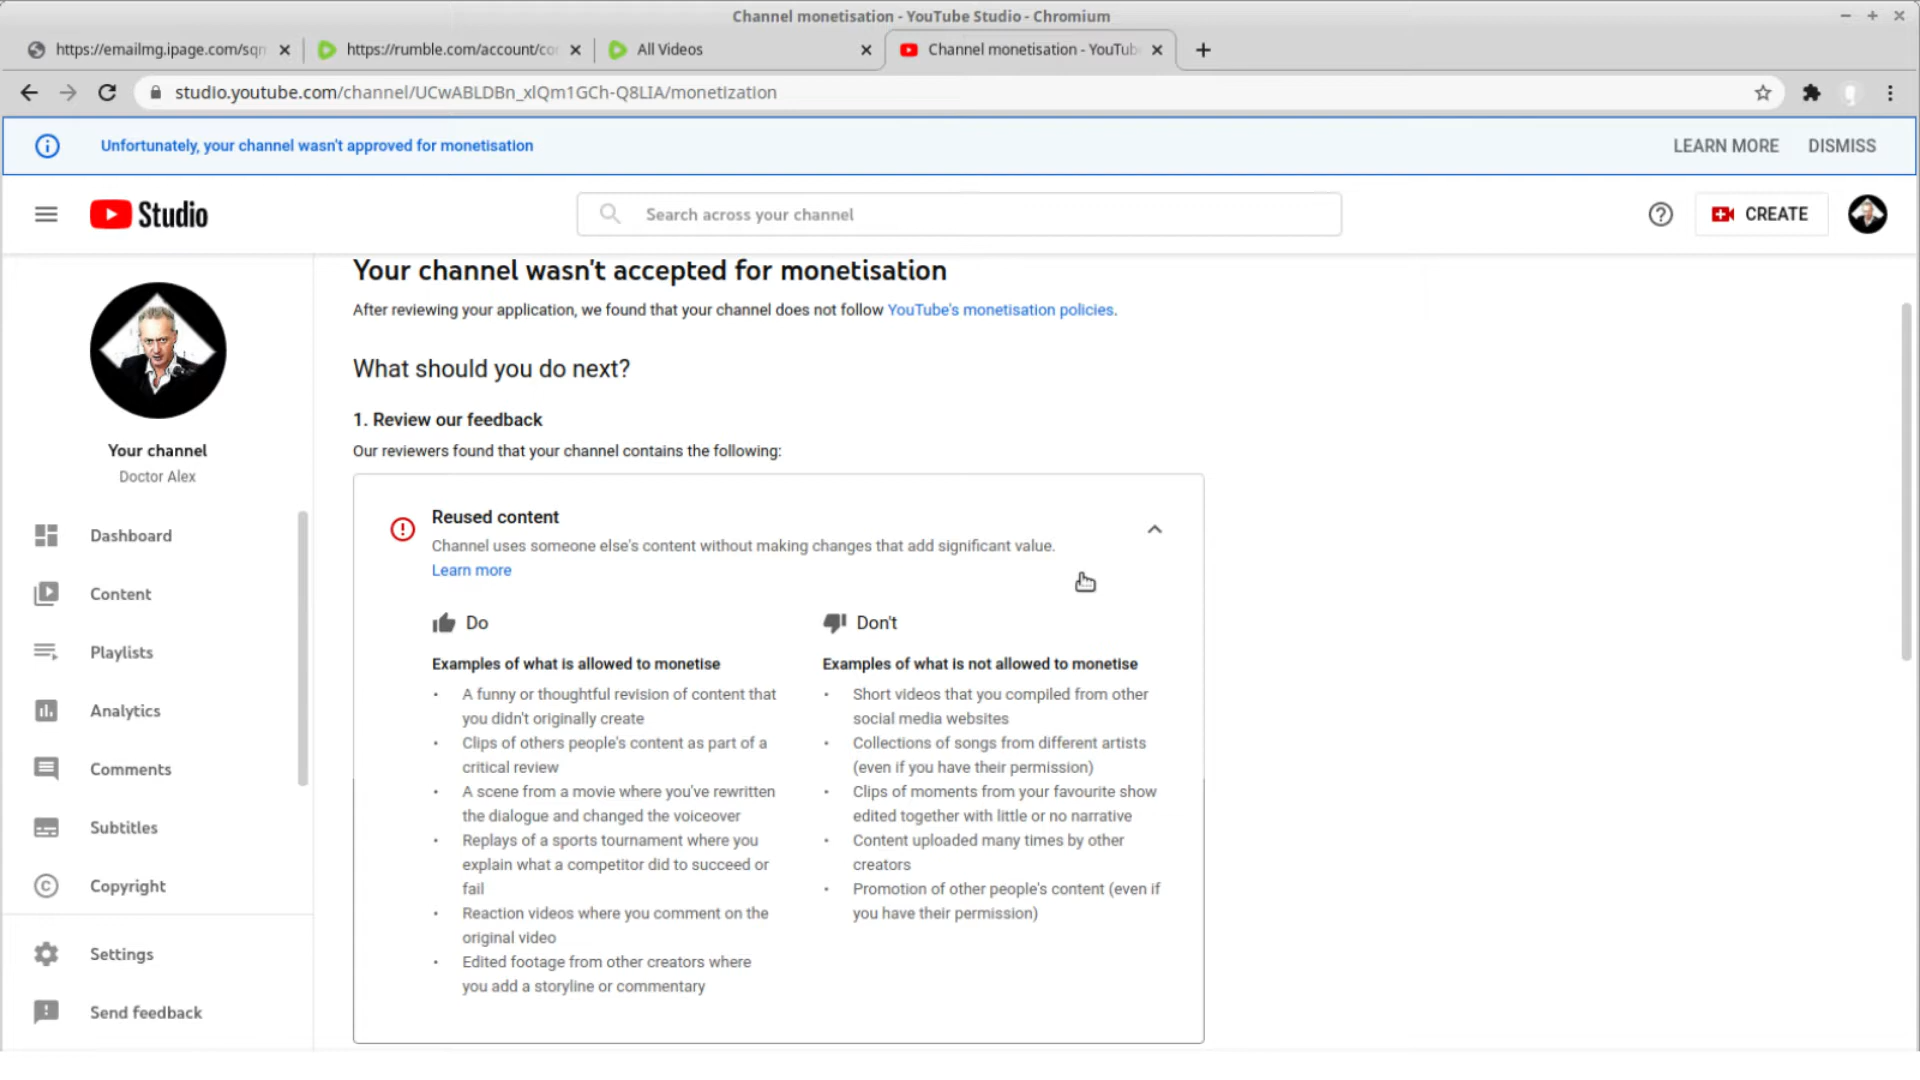 Channel monetisation - YouTube Studio - Chromium
https://emailmg.ipage.com/sqm
https://rumble.com/account/co
All Videos
Channel monetisation - YouTub
studio.youtube.com/channel/UCwABLDBn_xlQm1GCh-Q8LIA/monetization
Unfortunately, your channel wasn't approved for monetisation
LEARN MORE
DISMISS
Studio
Search across your channel
CREATE
Your channel
Doctor Alex
Dashboard
Content
Playlists
Analytics
Comments
Subtitles
Copyright
Settings
Send feedback
Your channel wasn't accepted for monetisation
After reviewing your application, we found that your channel does not follow YouTube's monetisation policies.
What should you do next?
1. Review our feedback
Our reviewers found that your channel contains the following:
Reused content
Channel uses someone else's content without making changes that add significant value.
Learn more
Do
Examples of what is allowed to monetise
• A funny or thoughtful revision of content that
you didn't originally create
• Clips of others people's content as part of a
critical review
• A scene from a movie where you've rewritten
the dialogue and changed the voiceover
• Replays of a sports tournament where you
explain what a competitor did to succeed or
fail
• Reaction videos where you comment on the
original video
• Edited footage from other creators where
you add a storyline or commentary
Don't
Examples of what is not allowed to monetise
• Short videos that you compiled from other
social media websites
• Collections of songs from different artists
(even if you have their permission)
• Clips of moments from your favourite show
edited together with little or no narrative
• Content uploaded many times by other
creators
• Promotion of other people's content (even if
you have their permission)